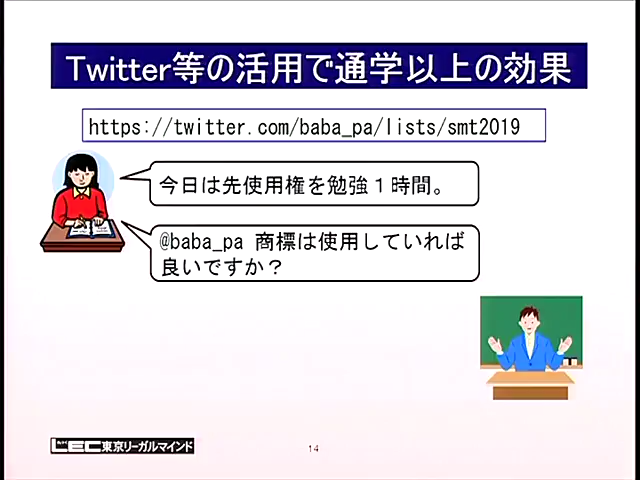 Twitter等の活用で通学以上の効果
https://twitter.com/baba_pa/lists/smt2019
今日は先使用権を勉強１時間。
@baba_pa 商標は使用していれば
良いですか？
LEC東京リーガルマインド
14